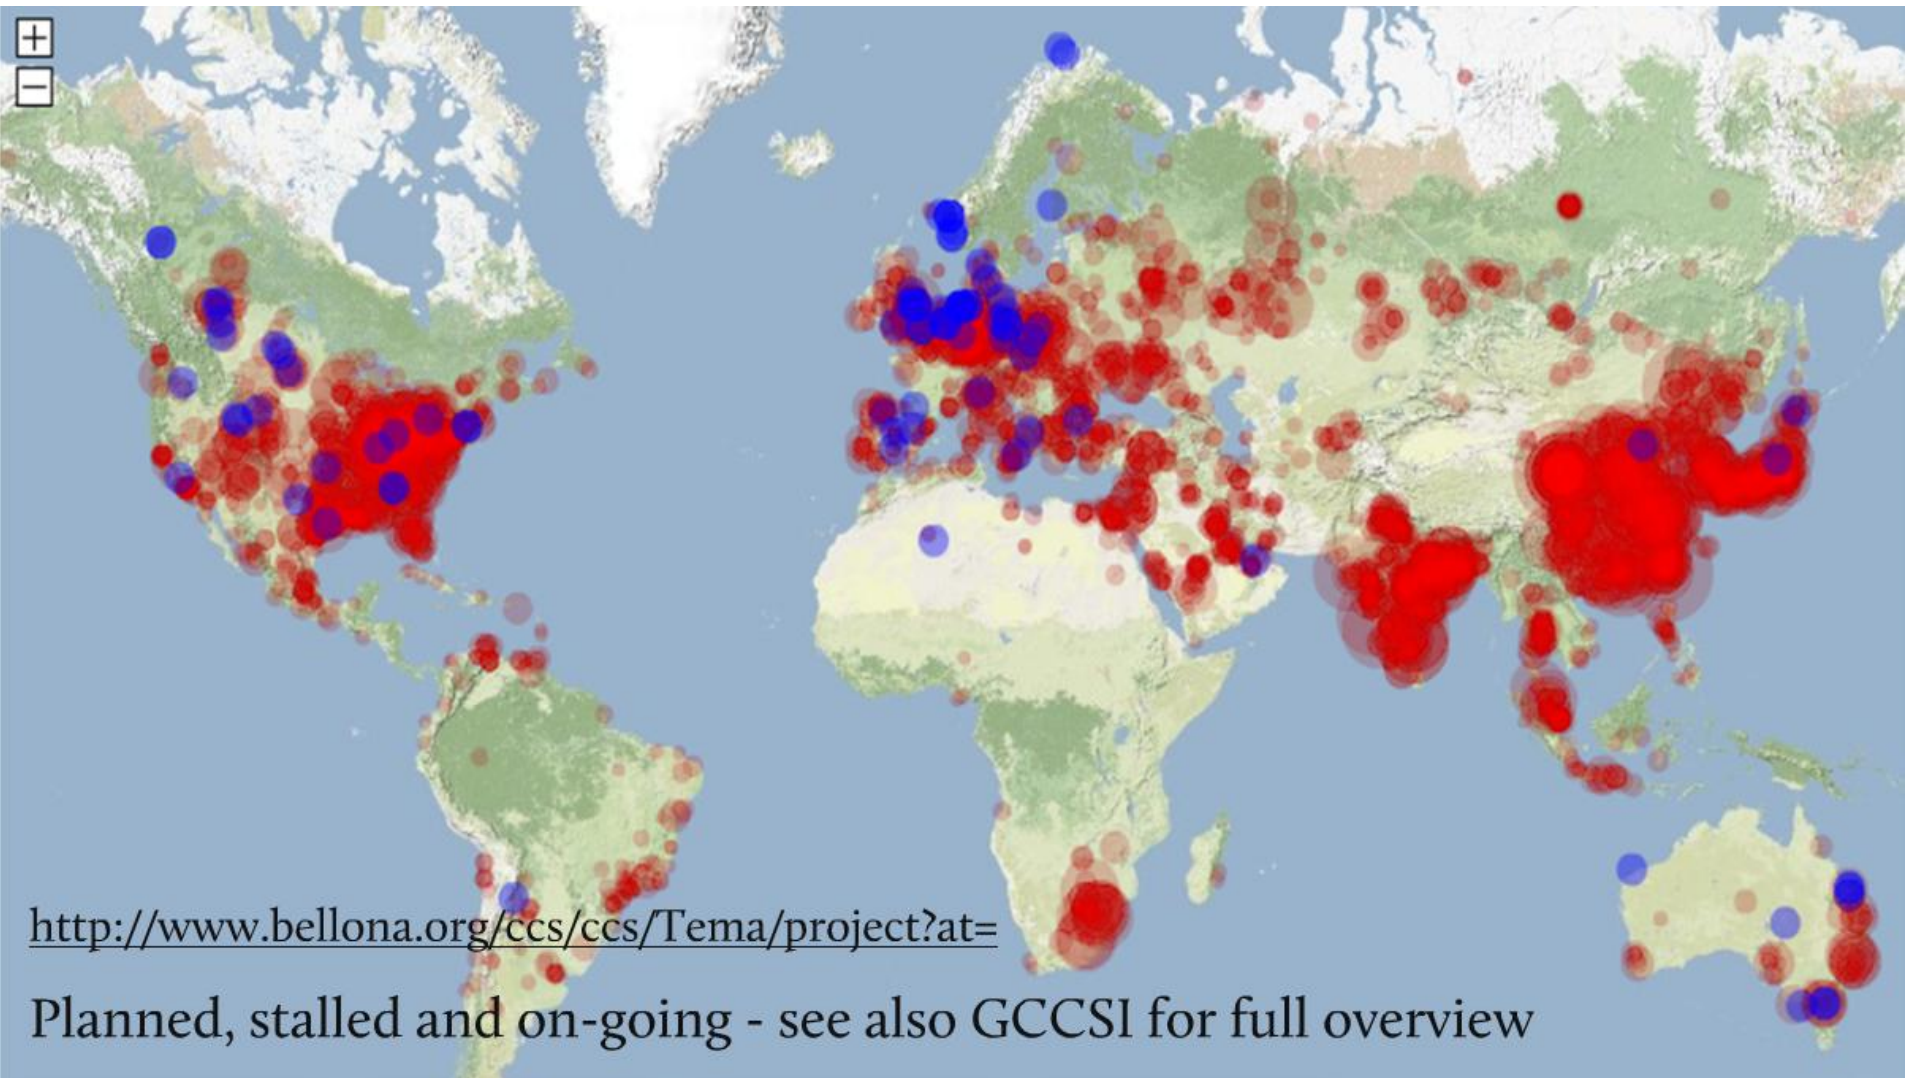 +
−
http://www.bellona.org/ccs/ccs/Tema/project?at=
Planned, stalled and on-going - see also GCCSI for full overview